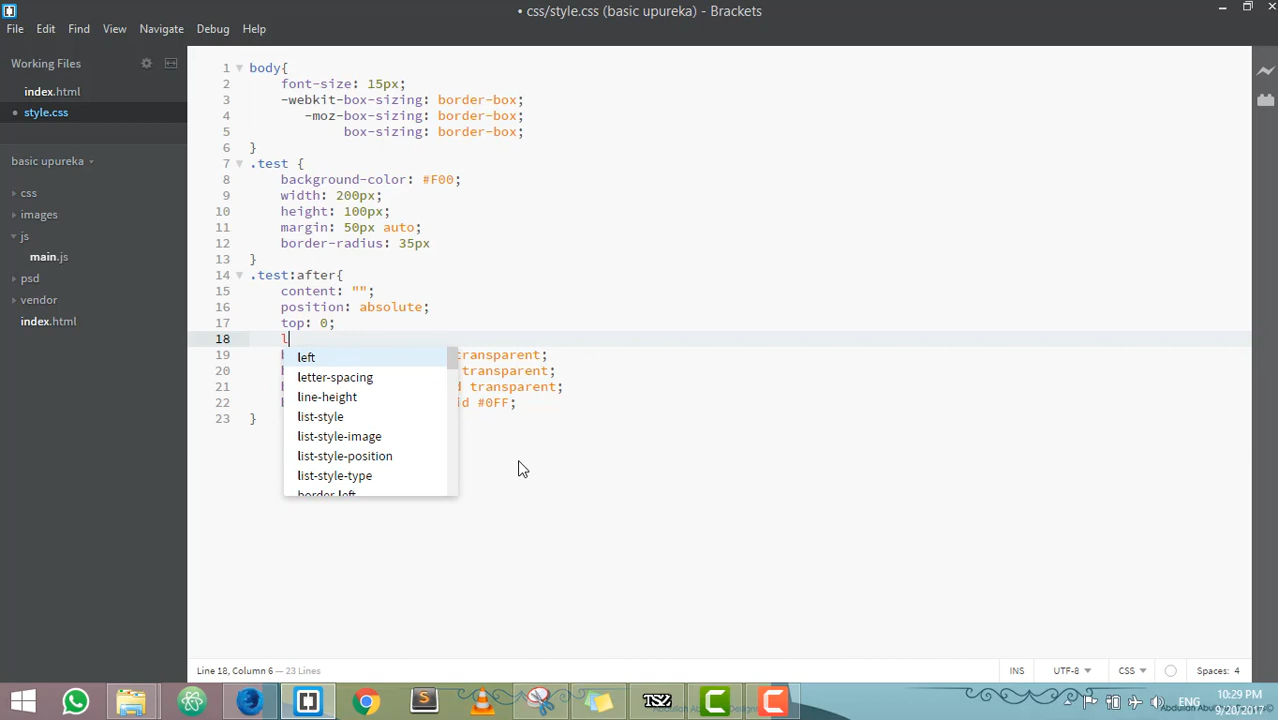 • css/style.css (basic upureka) - Brackets
File Edit Find View Navigate Debug Help
Working Files
index.html
• style.css
basic upureka
css
images
js
main.js
psd
vendor
index.html
1 body{
2 font-size: 15px;
3 -webkit-box-sizing: border-box;
4 -moz-box-sizing: border-box;
5 box-sizing: border-box;
6 }
7 .test {
8 background-color: #F00;
9 width: 200px;
10 height: 100px;
11 margin: 50px auto;
12 border-radius: 35px
13 }
14 .test:after{
15 content: "";
16 position: absolute;
17 top: 0;
18 l
19 transparent;
20 transparent;
21 d transparent;
22 id #0FF;
23 }
left
letter-spacing
line-height
list-style
list-style-image
list-style-position
list-style-type
border-left
Line 18, Column 6 — 23 Lines
INS UTF-8 CSS Spaces: 4
TSZ
ENG
10:29 PM
9/20/2017